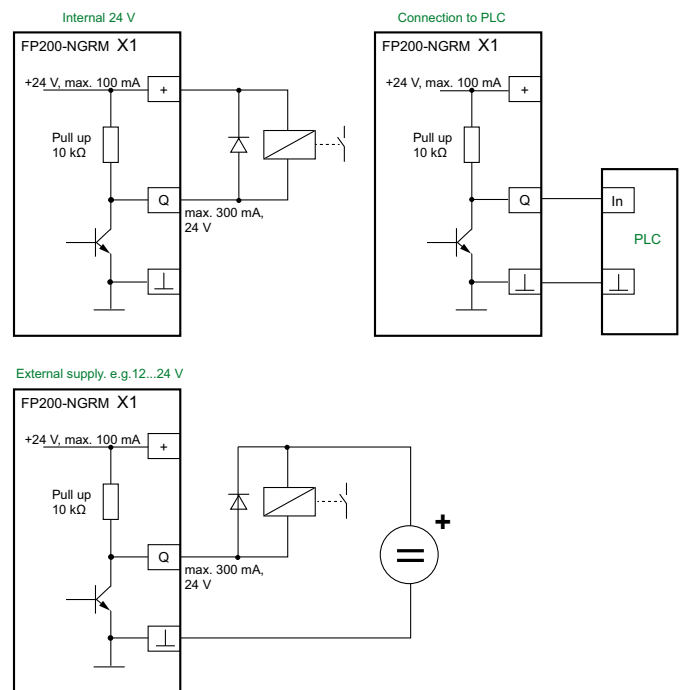 Internal 24 V
FP200-NGRM X1
+24 V, max. 100 mA +
Pull up
10 kΩ
Q
max. 300 mA,
24 V
Connection to PLC
FP200-NGRM X1
+24 V, max. 100 mA +
Pull up
10 kΩ
Q
In
PLC
External supply. e.g.12...24 V
FP200-NGRM X1
+24 V, max. 100 mA +
Pull up
10 kΩ
Q
max. 300 mA,
24 V
+
=